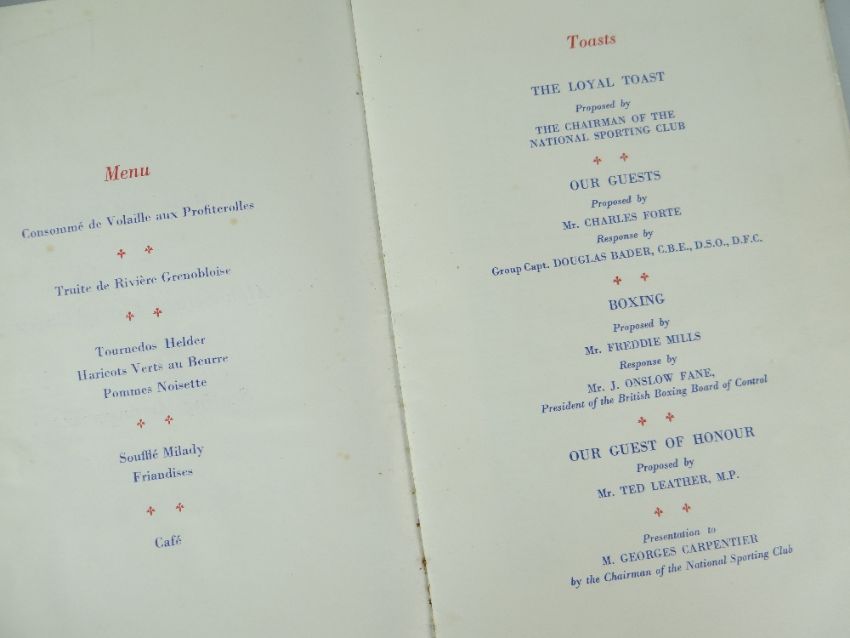 Menu
Consommé de Volaille aux Profiterolles
Truite de Rivière Grenobloise
Tournedos Helder
Haricots Verts au Beurre
Pommes Noisette
Soufflé Milady
Friandises
Café
Toasts
THE LOYAL TOAST
Proposed by
THE CHAIRMAN OF THE
NATIONAL SPORTING CLUB
OUR GUESTS
Proposed by
Mr. CHARLES FORTE
Response by
Group Capt. DOUGLAS BADER, C.B.E., D.S.O., D.F.C.
BOXING
Proposed by
Mr. FREDDIE MILLS
Response by
Mr. J. ONSLOW FANE,
President of the British Boxing Board of Control
OUR GUEST OF HONOUR
Proposed by
Mr. TED LEATHER, M.P.
Presentation to
M. GEORGES CARPENTIER
by the Chairman of the National Sporting Club